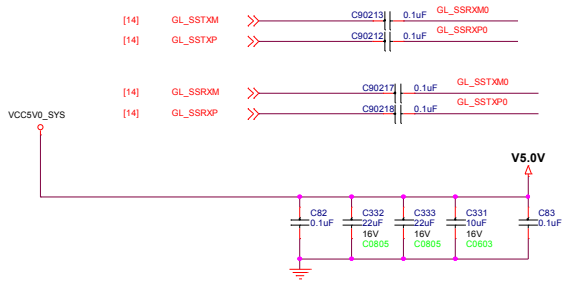 [14] GL_SSTXM C90213 0.1uF GL_SSRXM0
[14] GL_SSTXP C90212 0.1uF GL_SSRXP0
[14] GL_SSRXM C90217 0.1uF GL_SSTXM0
[14] GL_SSRXP C90218 0.1uF GL_SSTXP0
VCC5V0_SYS
V5.0V
C82 C332 C333 C331 C83
0.1uF 22uF 22uF 10uF 0.1uF
16V 16V 16V
C0805 C0805 C0603